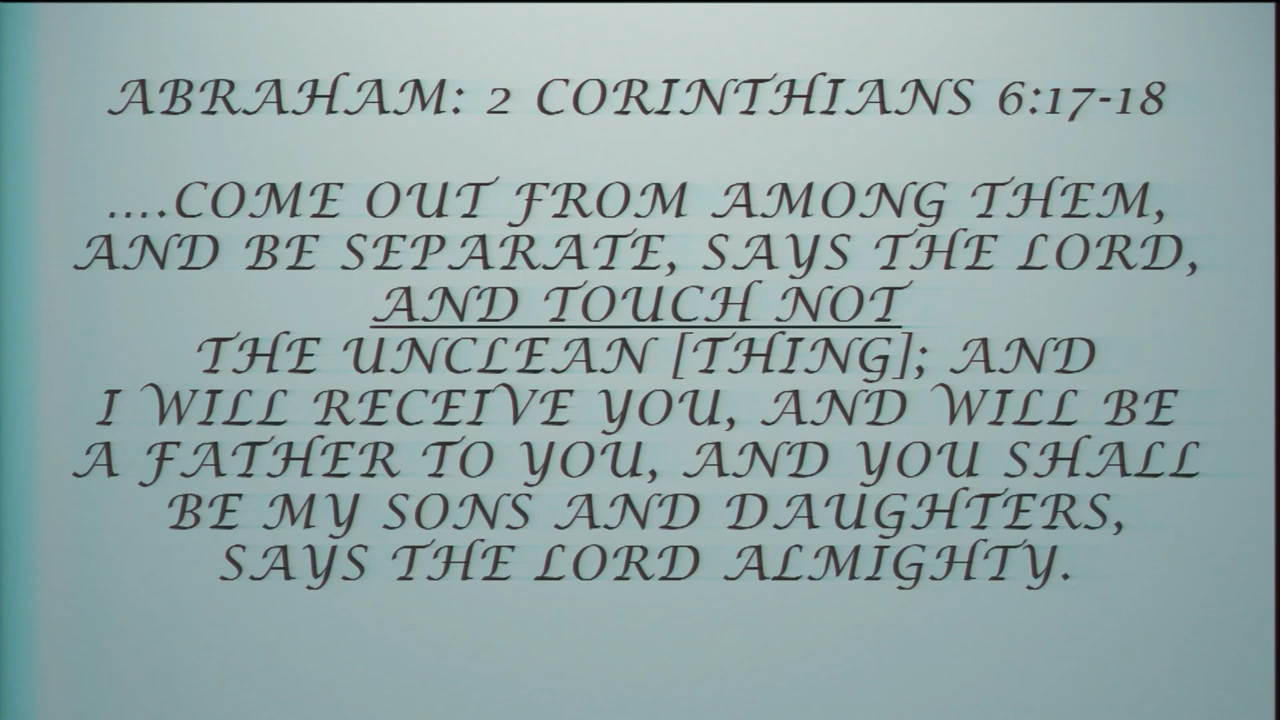 ABRAHAM: 2 CORINTHIANS 6:17-18
....COME OUT FROM AMONG THEM,
AND BE SEPARATE, SAYS THE LORD,
AND TOUCH NOT
THE UNCLEAN [THING]; AND
I WILL RECEIVE YOU, AND WILL BE
A FATHER TO YOU, AND YOU SHALL
BE MY SONS AND DAUGHTERS,
SAYS THE LORD ALMIGHTY.